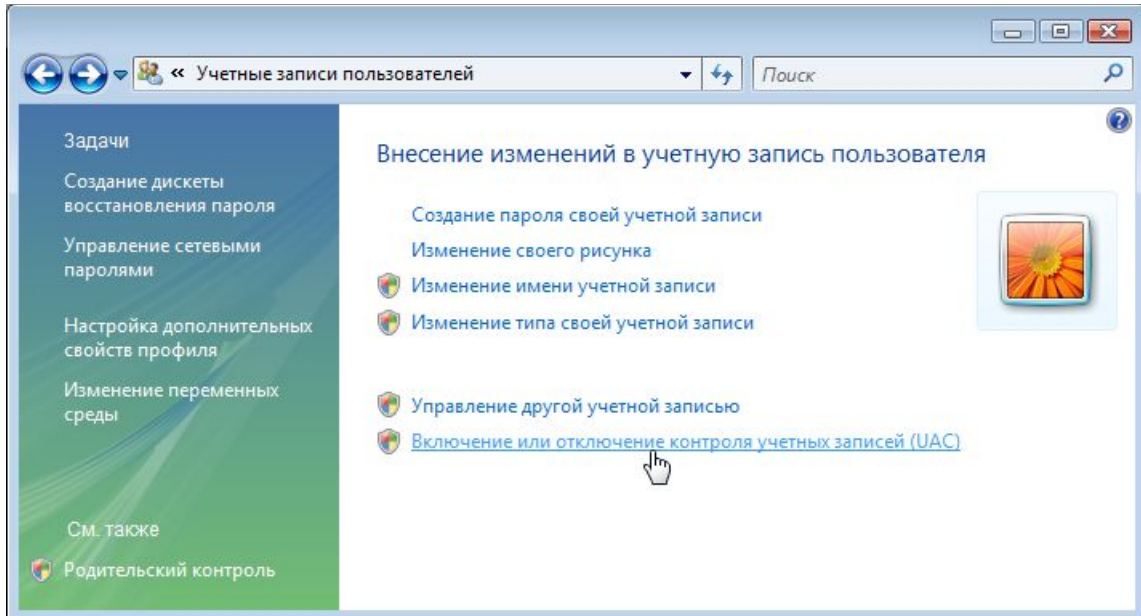 « Учетные записи пользователей
Поиск
Задачи
Создание дискеты
восстановления пароля
Управление сетевыми
паролями
Настройка дополнительных
свойств профиля
Изменение переменных
среды
См. также
Родительский контроль
Внесение изменений в учетную запись пользователя
Создание пароля своей учетной записи
Изменение своего рисунка
Изменение имени учетной записи
Изменение типа своей учетной записи
Управление другой учетной записью
Включение или отключение контроля учетных записей (UAC)